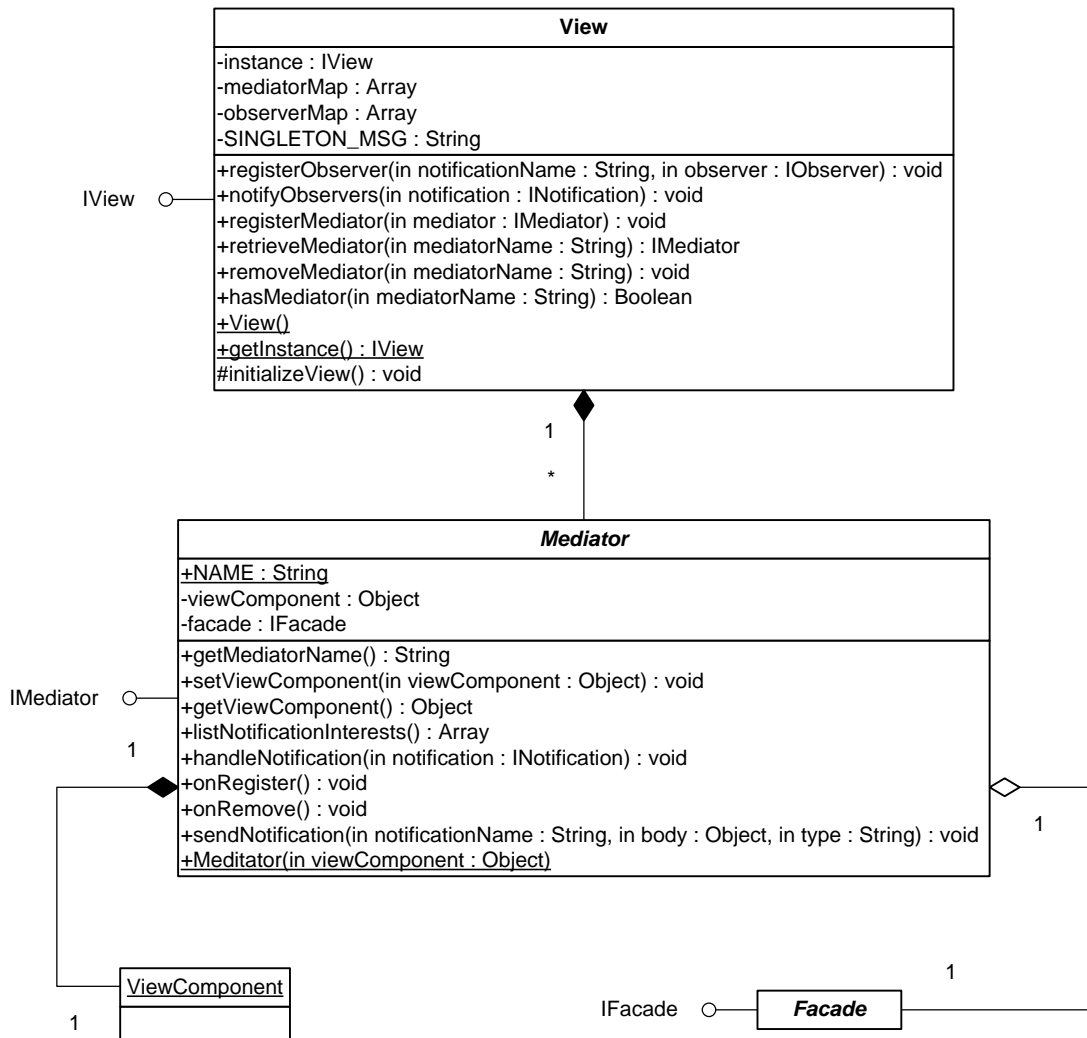 View
-instance : IView
-mediatorMap : Array
-observerMap : Array
-SINGLETON_MSG : String
+registerObserver(in notificationName : String, in observer : IObserver) : void
+notifyObservers(in notification : INotification) : void
+registerMediator(in mediator : IMediator) : void
+retrieveMediator(in mediatorName : String) : IMediator
+removeMediator(in mediatorName : String) : void
+hasMediator(in mediatorName : String) : Boolean
+View()
+getInstance() : IView
#initializeView() : void
IView
1
*
Mediator
+NAME : String
-viewComponent : Object
-facade : IFacade
+getMediatorName() : String
+setViewComponent(in viewComponent : Object) : void
+getViewComponent() : Object
+listNotificationInterests() : Array
+handleNotification(in notification : INotification) : void
+onRegister() : void
+onRemove() : void
+sendNotification(in notificationName : String, in body : Object, in type : String) : void
+Meditator(in viewComponent : Object)
IMediator
1
1
ViewComponent
1
1
IFacade
Facade